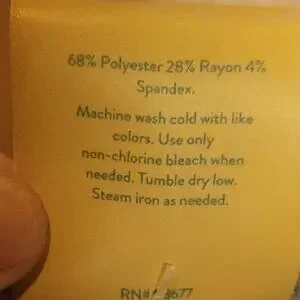 68% Polyester 28% Rayon 4%
Spandex.
Machine wash cold with like
colors. Use only
non-chlorine bleach when
needed. Tumble dry low.
Steam iron as needed.
RN#